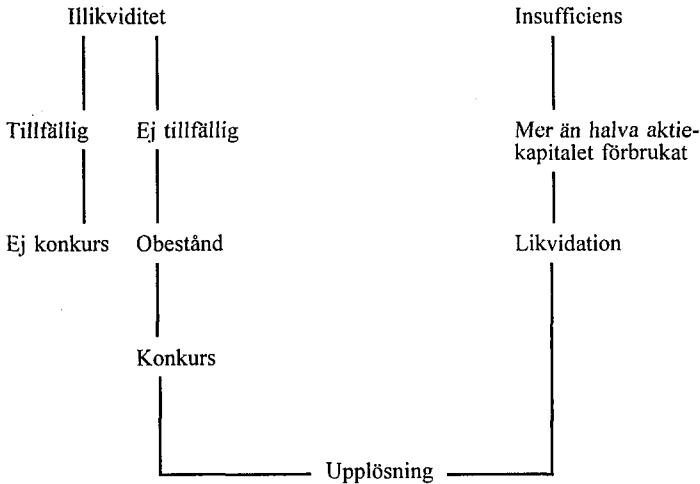 Illikviditet
Insufficiens
Tillfällig
Ej tillfällig
Mer än halva aktie-
kapitalet förbrukat
Ej konkurs
Obestånd
Likvidation
Konkurs
Upplösning